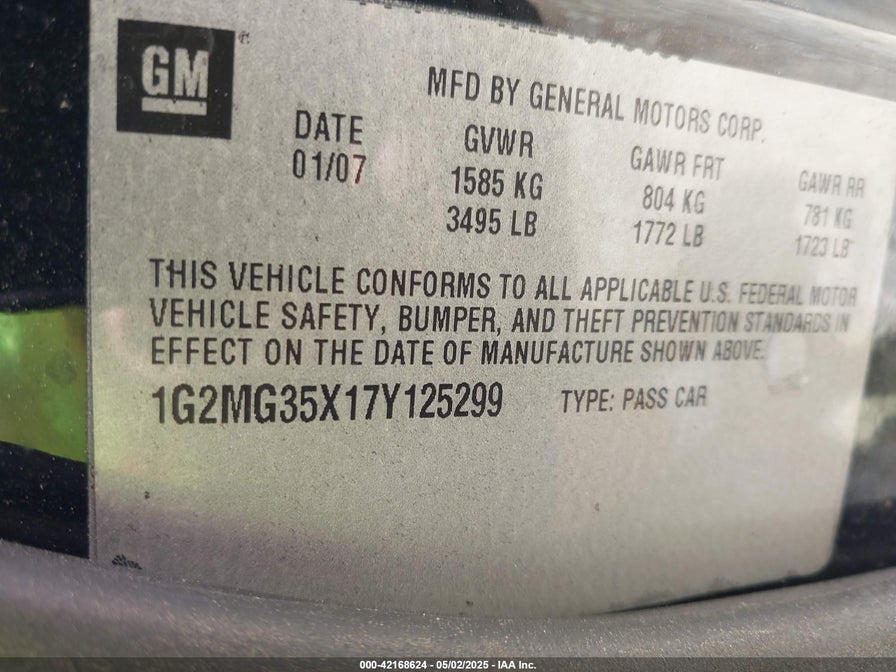 GM
MFD BY GENERAL MOTORS CORP.
DATE GVWR GAWR FRT GAWR RR
01/07 1585 KG 804 KG 781 KG
3495 LB 1772 LB 1723 LB
THIS VEHICLE CONFORMS TO ALL APPLICABLE U.S. FEDERAL MOTOR
VEHICLE SAFETY, BUMPER, AND THEFT PREVENTION STANDARDS IN
EFFECT ON THE DATE OF MANUFACTURE SHOWN ABOVE.
1G2MG35X17Y125299 TYPE: PASS CAR
000-42168624 - 05/02/2025 - IAA Inc.